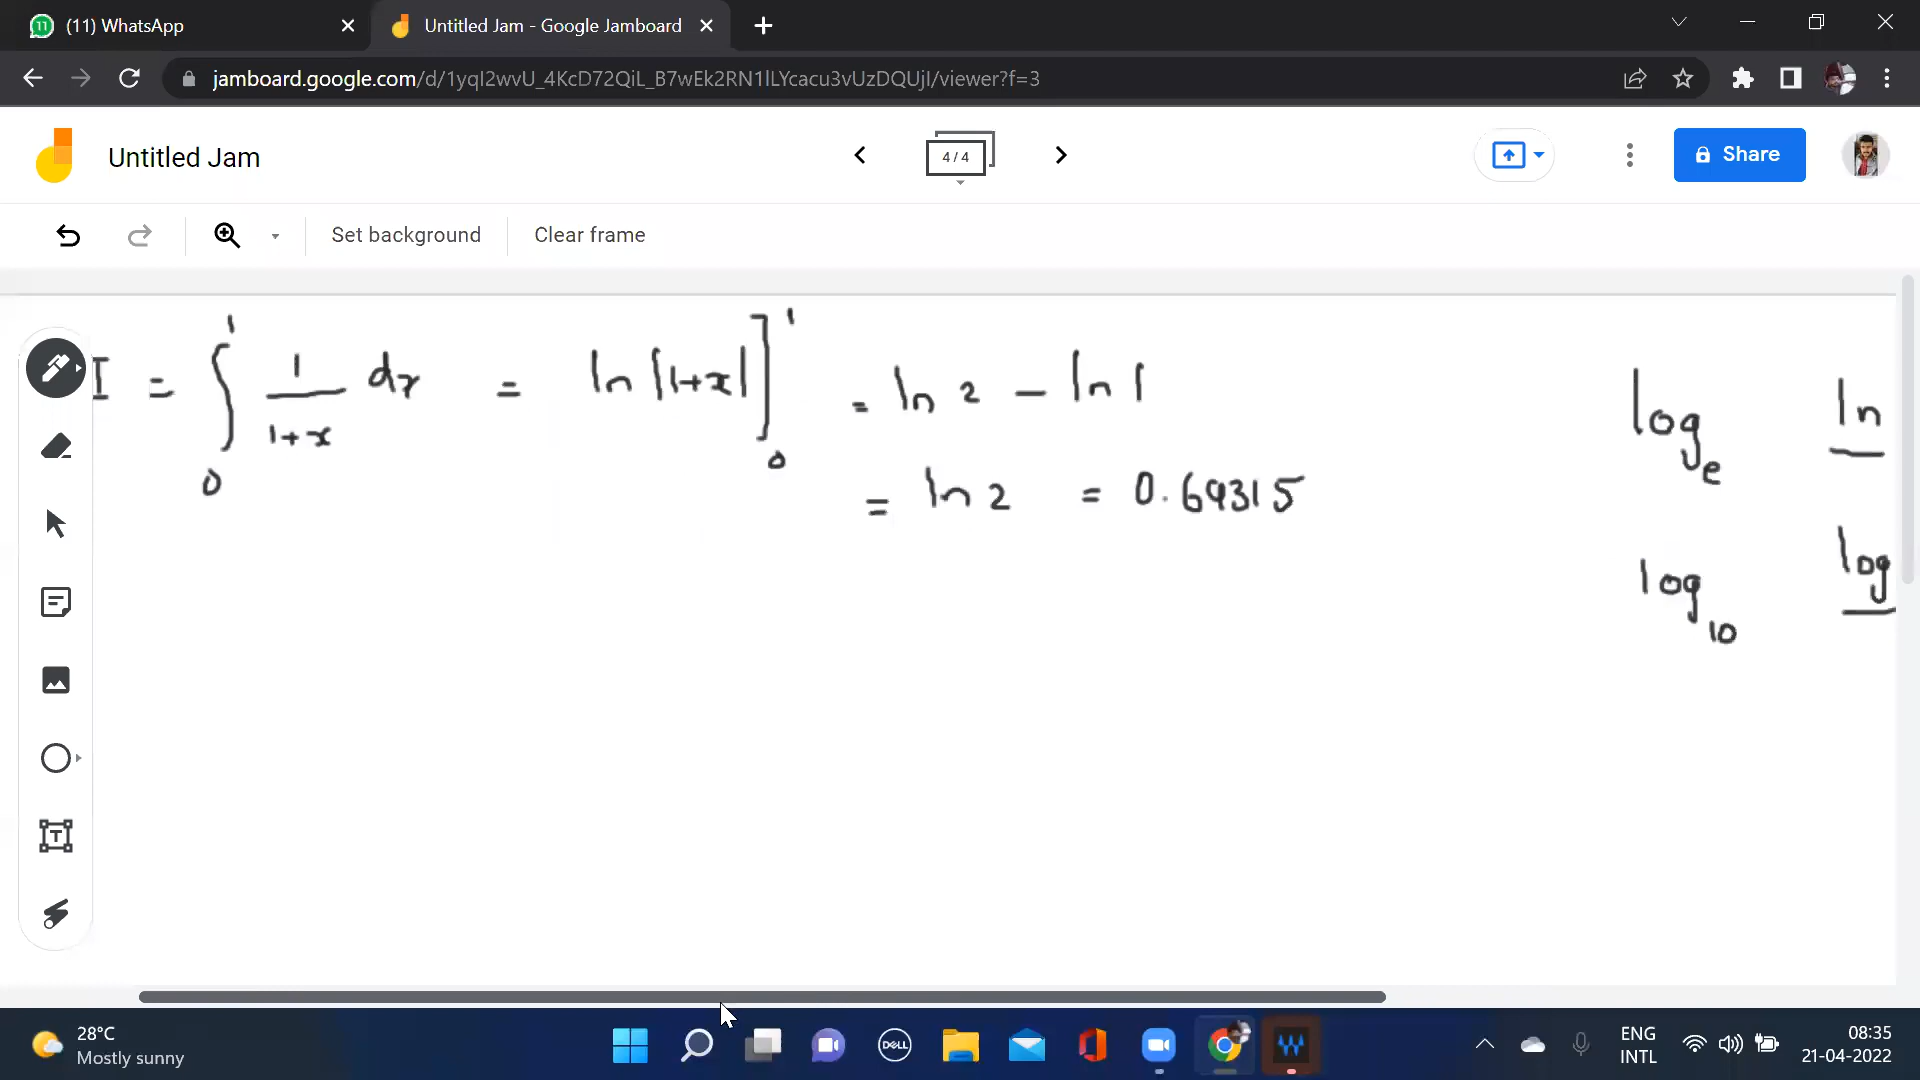 (11) WhatsApp
Untitled Jam - Google Jamboard
jamboard.google.com/d/1yqI2wvU_4KcD72QiL_B7wEk2RN1lLYcacu3vUzDQUjI/viewer?f=3
Untitled Jam
4 / 4
Share
Set background
Clear frame
I = ∫₀¹ 1/(1+x) dx = ln |1+x| ]₀¹ = ln 2 − ln 1
= ln 2 = 0.69315
logₑ ln
log₁₀ log
28°C
Mostly sunny
DELL
ENG
INTL
08:35
21-04-2022